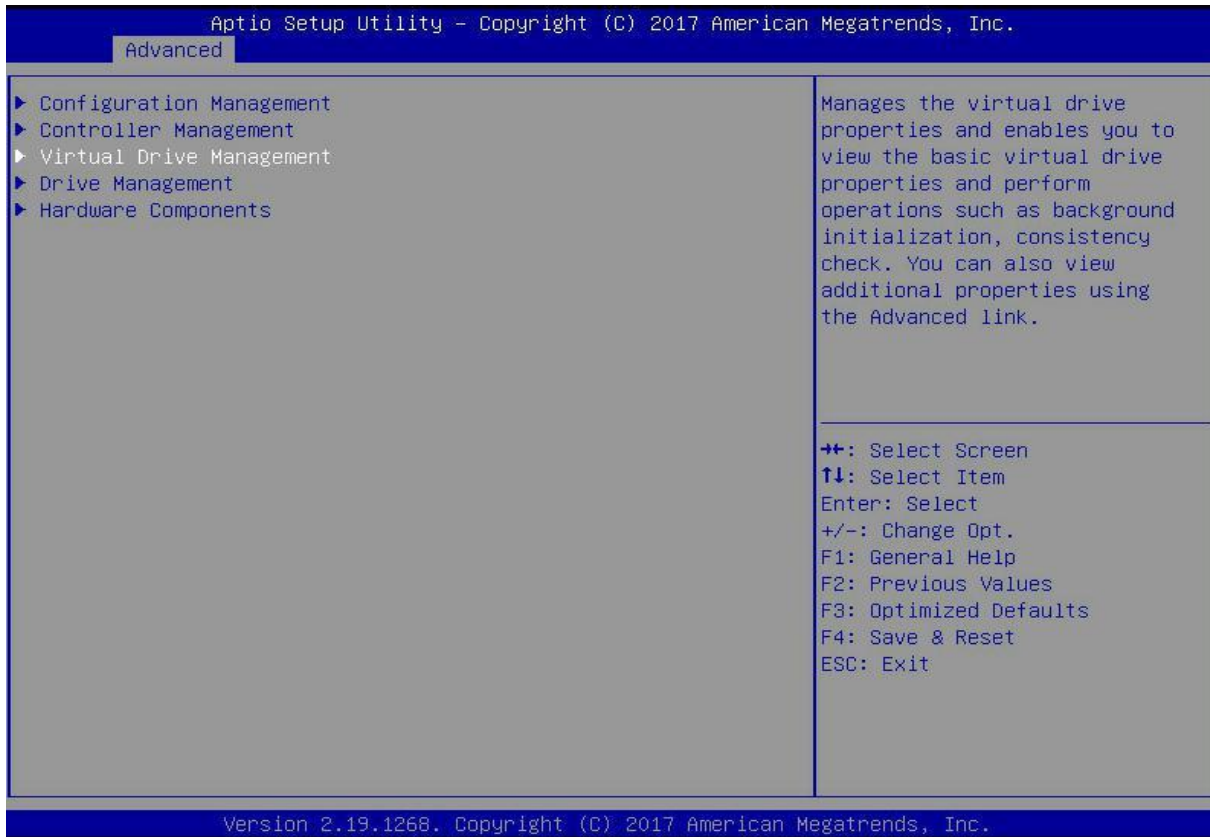 Aptio Setup Utility – Copyright (C) 2017 American Megatrends, Inc.
Advanced
▶ Configuration Management
▶ Controller Management
▶ Virtual Drive Management
▶ Drive Management
▶ Hardware Components
Manages the virtual drive
properties and enables you to
view the basic virtual drive
properties and perform
operations such as background
initialization, consistency
check. You can also view
additional properties using
the Advanced link.
→←: Select Screen
↑↓: Select Item
Enter: Select
+/-: Change Opt.
F1: General Help
F2: Previous Values
F3: Optimized Defaults
F4: Save & Reset
ESC: Exit
Version 2.19.1268. Copyright (C) 2017 American Megatrends, Inc.